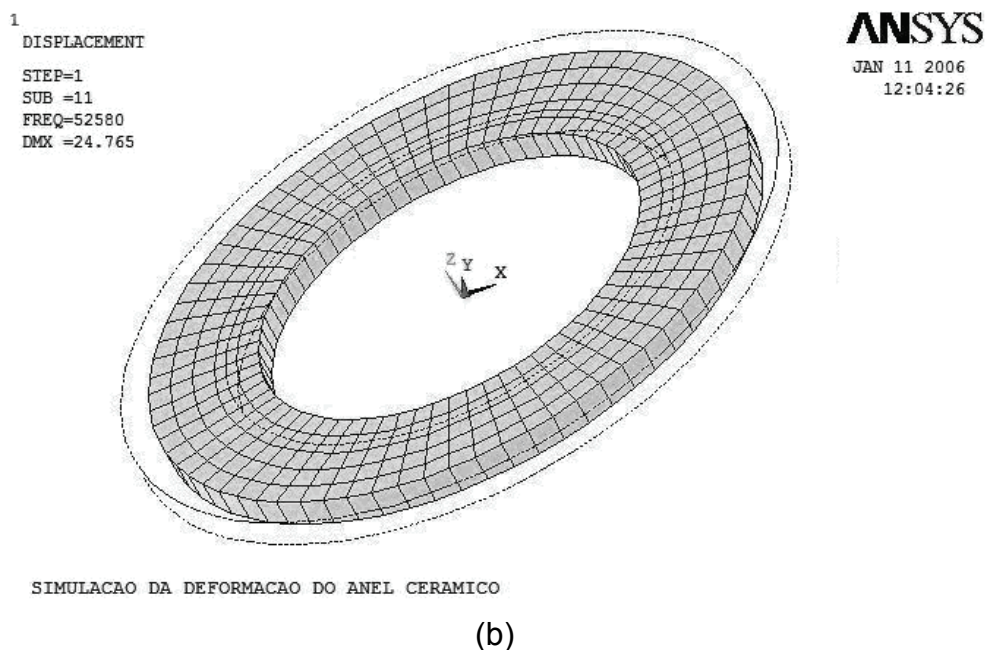 1
DISPLACEMENT
STEP=1
SUB =11
FREQ=52580
DMX =24.765
ANSYS
JAN 11 2006
12:04:26
Z Y X
SIMULACAO DA DEFORMACAO DO ANEL CERAMICO
(b)